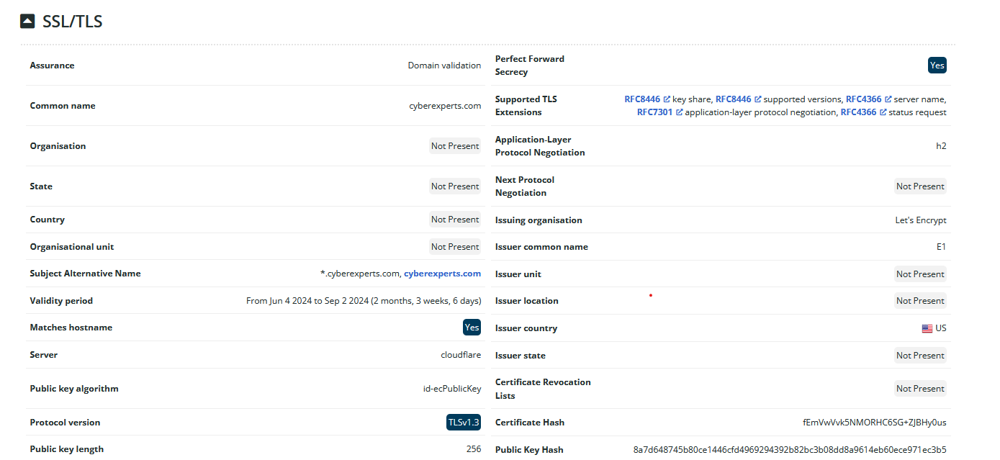 SSL/TLS
Assurance
Domain validation
Common name
cyberexperts.com
Organisation
Not Present
State
Not Present
Country
Not Present
Organisational unit
Not Present
Subject Alternative Name
*.cyberexperts.com, cyberexperts.com
Validity period
From Jun 4 2024 to Sep 2 2024 (2 months, 3 weeks, 6 days)
Matches hostname
Yes
Server
cloudflare
Public key algorithm
id-ecPublicKey
Protocol version
TLSv1.3
Public key length
256
Perfect Forward
Secrecy
Yes
Supported TLS
Extensions
RFC8446 key share, RFC8446 supported versions, RFC4366 server name,
RFC7301 application-layer protocol negotiation, RFC4366 status request
Application-Layer
Protocol Negotiation
h2
Next Protocol
Negotiation
Not Present
Issuing organisation
Let's Encrypt
Issuer common name
E1
Issuer unit
Not Present
Issuer location
Not Present
Issuer country
US
Issuer state
Not Present
Certificate Revocation
Lists
Not Present
Certificate Hash
fEmVwVvk5NMORHC6SG+ZJBHy0us
Public Key Hash
8a7d648745b80ce1446cfd4969294392b82bc3b08dd8a9614eb60ece971ec3b5